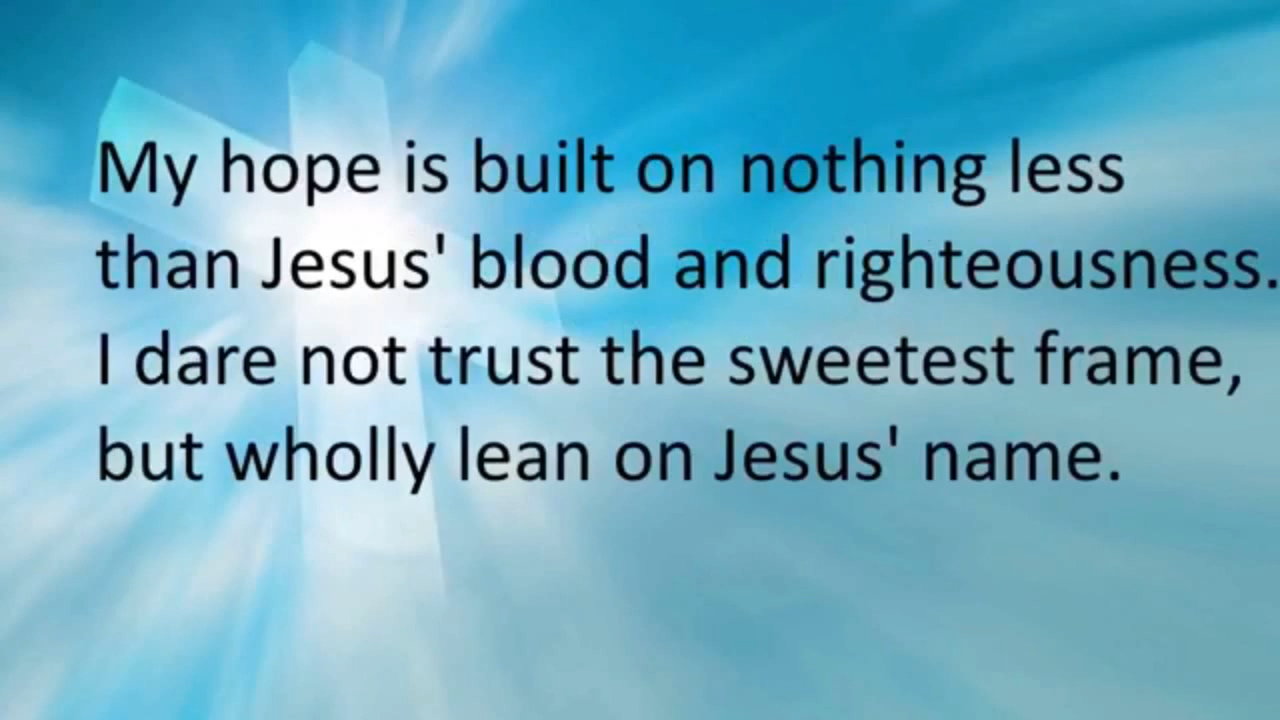 My hope is built on nothing less
than Jesus' blood and righteousness.
I dare not trust the sweetest frame,
but wholly lean on Jesus' name.